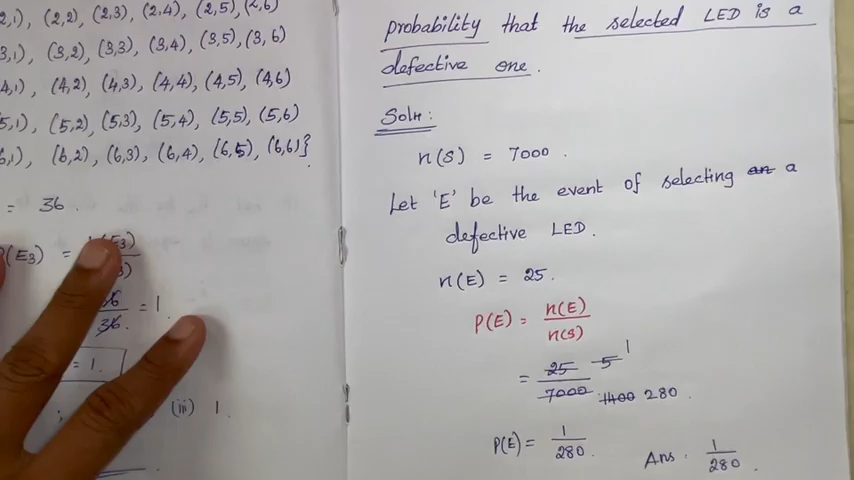 2,1), (2,2), (2,3), (2,4), (2,5), (2,6)
3,1), (3,2), (3,3), (3,4), (3,5), (3,6)
4,1), (4,2), (4,3), (4,4), (4,5), (4,6)
5,1), (5,2), (5,3), (5,4), (5,5), (5,6)
6,1), (6,2), (6,3), (6,4), (6,5), (6,6)}.
= 36.
P(E3) =
36
36. = 1.
= 1.
; (iii) 1.
probability that the selected LED is a
defective one.
Soln:
n(S) = 7000.
Let 'E' be the event of selecting an a
defective LED.
n(E) = 25.
P(E) = n(E)
n(S)
= 25 5 1
7000 1400 280.
P(E) = 1
280.
Ans: 1
280.